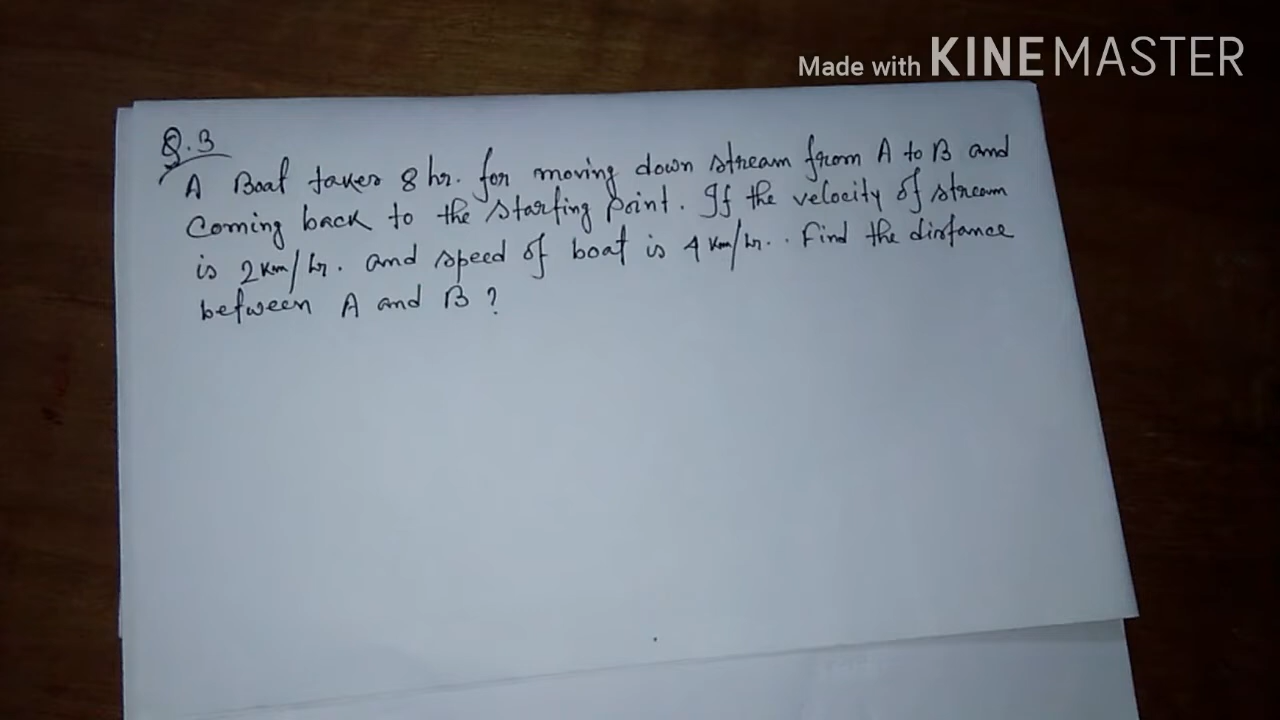 Made with KINEMASTER
Q.3
A Boat takes 8 hr. for moving down stream from A to B and
Coming back to the starting point. If the velocity of stream
is 2 km/hr. and speed of boat is 4 km/hr.. Find the distance
between A and B ?